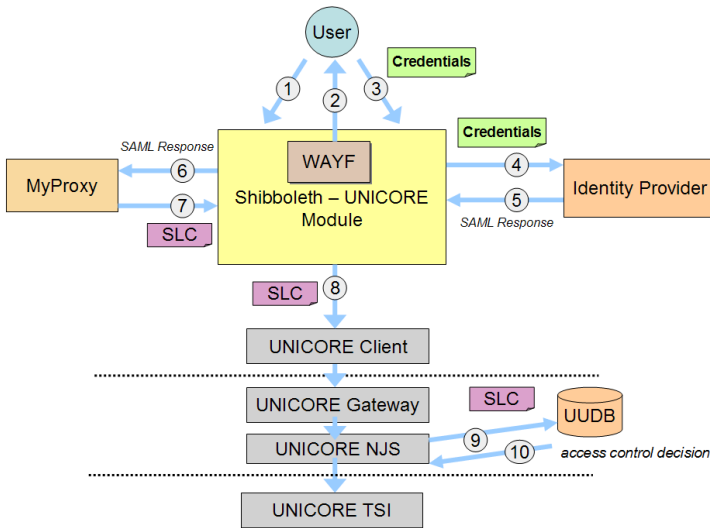 User
Credentials
1
2
3
Credentials
SAML Response
WAYF
4
6
MyProxy
Shibboleth – UNICORE
Module
Identity Provider
7
5
SAML Response
SLC
SLC
8
UNICORE Client
UNICORE Gateway
SLC
UUDB
UNICORE NJS
9
10
access control decision
UNICORE TSI